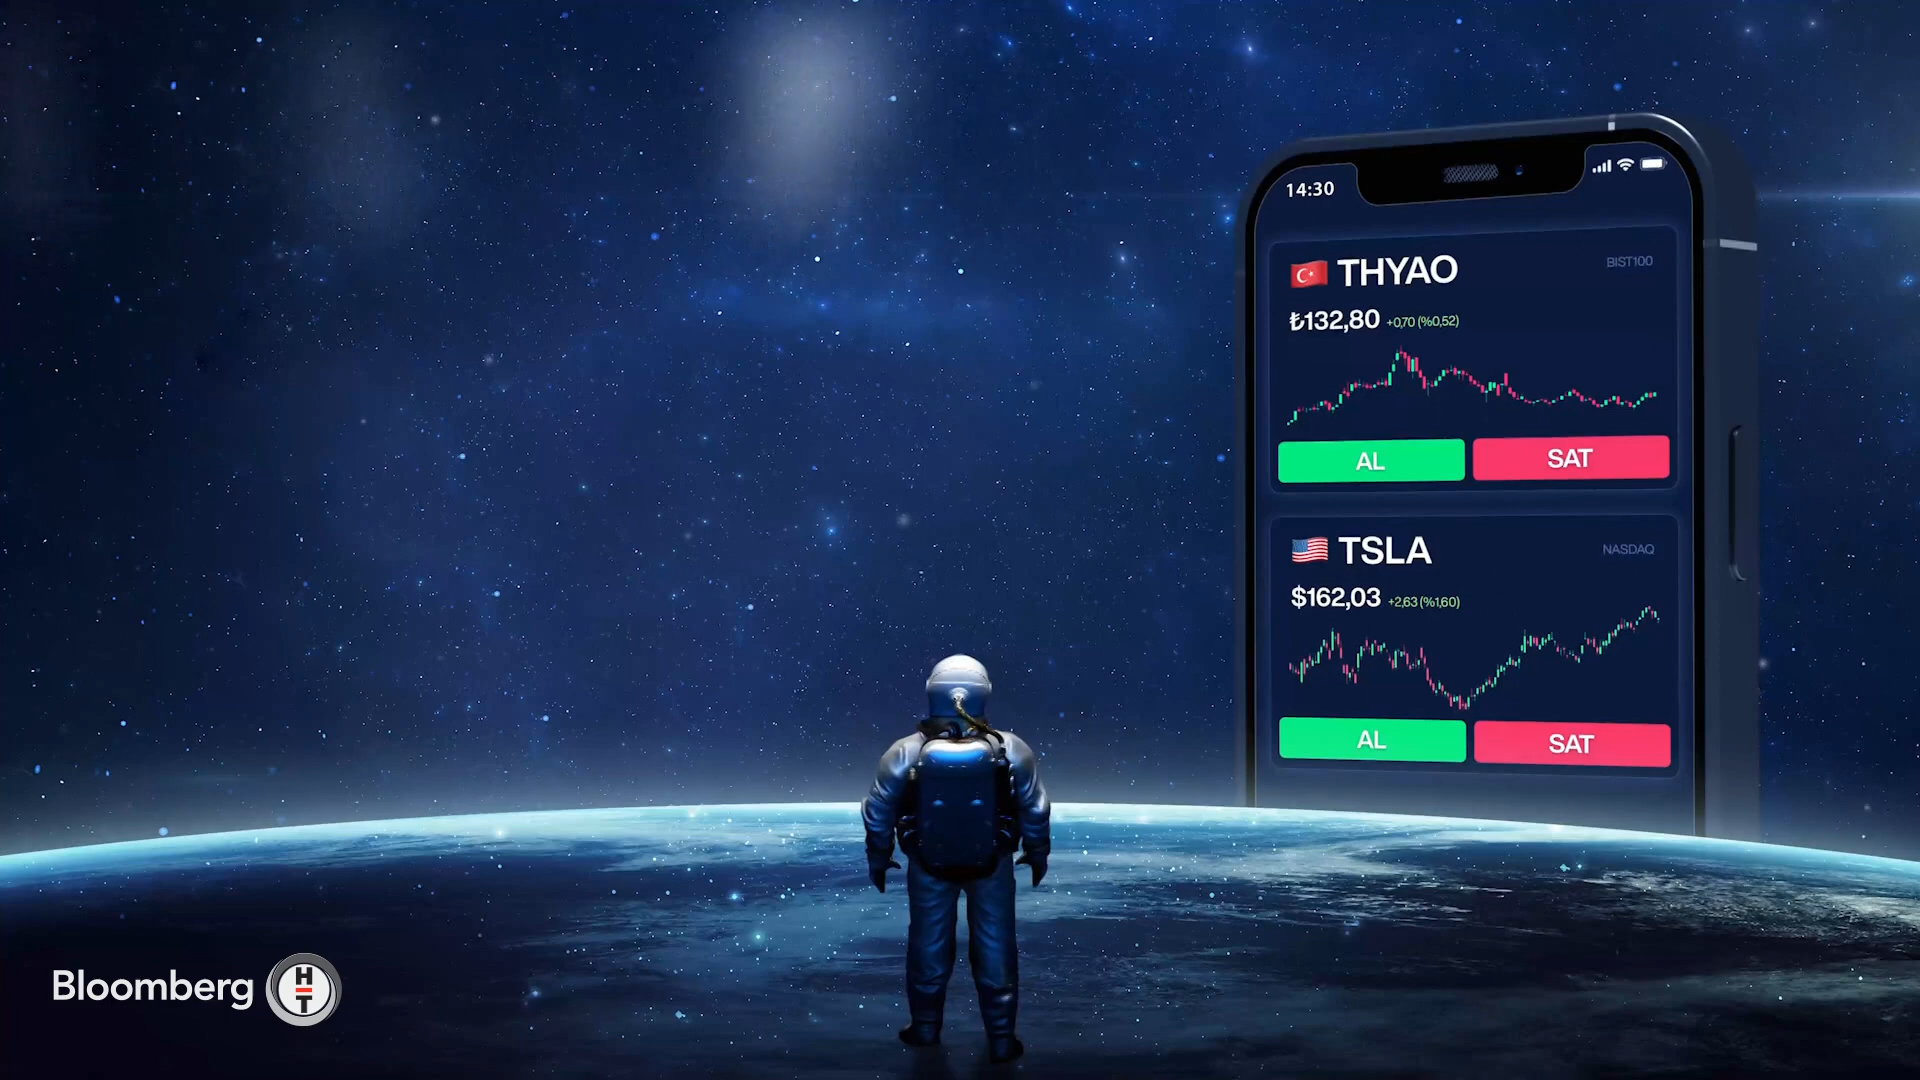 14:30
THYAO
BIST100
₺132,80 +0,70 (%0,52)
AL
SAT
TSLA
NASDAQ
$162,03 +2,63 (%1,60)
AL
SAT
Bloomberg HT